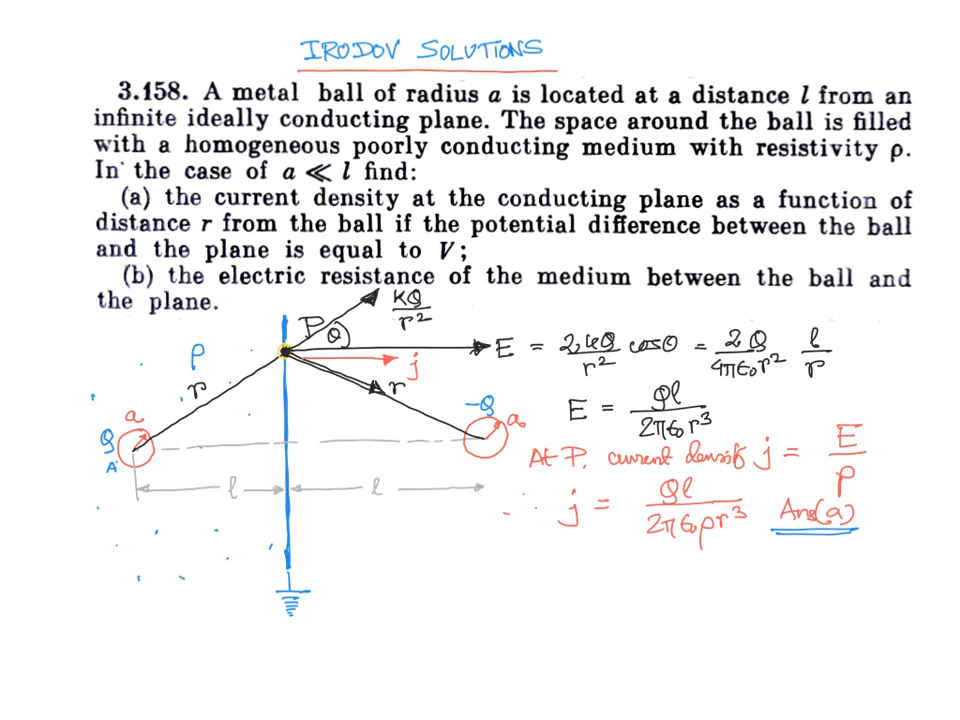 IRODOV SOLUTIONS
3.158. A metal ball of radius a is located at a distance l from an
infinite ideally conducting plane. The space around the ball is filled
with a homogeneous poorly conducting medium with resistivity ρ.
In the case of a ≪ l find:
(a) the current density at the conducting plane as a function of
distance r from the ball if the potential difference between the ball
and the plane is equal to V;
(b) the electric resistance of the medium between the ball and
the plane.
kQ/r²
P
θ
E = 2kQ/r² cosθ = 2Q/4πε₀r² l/r
j
ρ
r
r
E = Ql/2πε₀r³
a
Q
A
-Q
a
At P, current density j = E/ρ
l
l
∴ j = Ql/2πε₀ρr³ Ans(a)